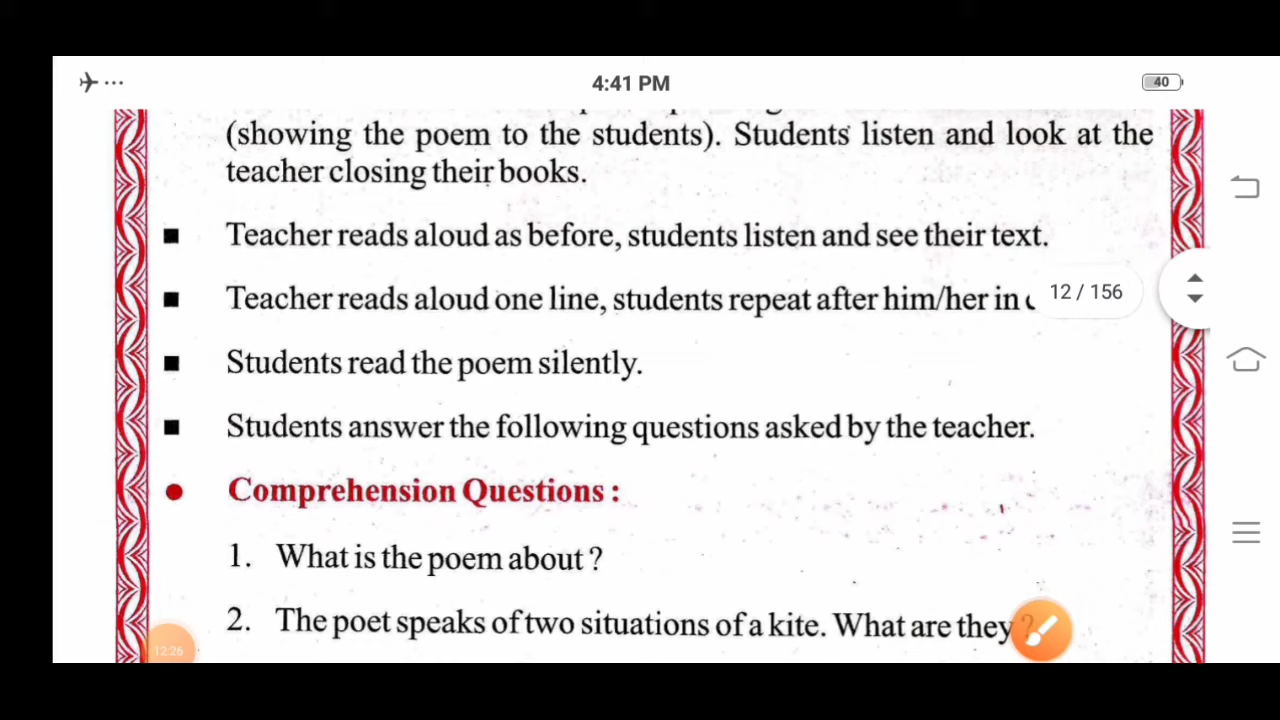 4:41 PM
40
(showing the poem to the students). Students listen and look at the
teacher closing their books.
■ Teacher reads aloud as before, students listen and see their text.
■ Teacher reads aloud one line, students repeat after him/her in
12 / 156
■ Students read the poem silently.
■ Students answer the following questions asked by the teacher.
● Comprehension Questions :
1. What is the poem about ?
2. The poet speaks of two situations of a kite. What are they ?
12:26